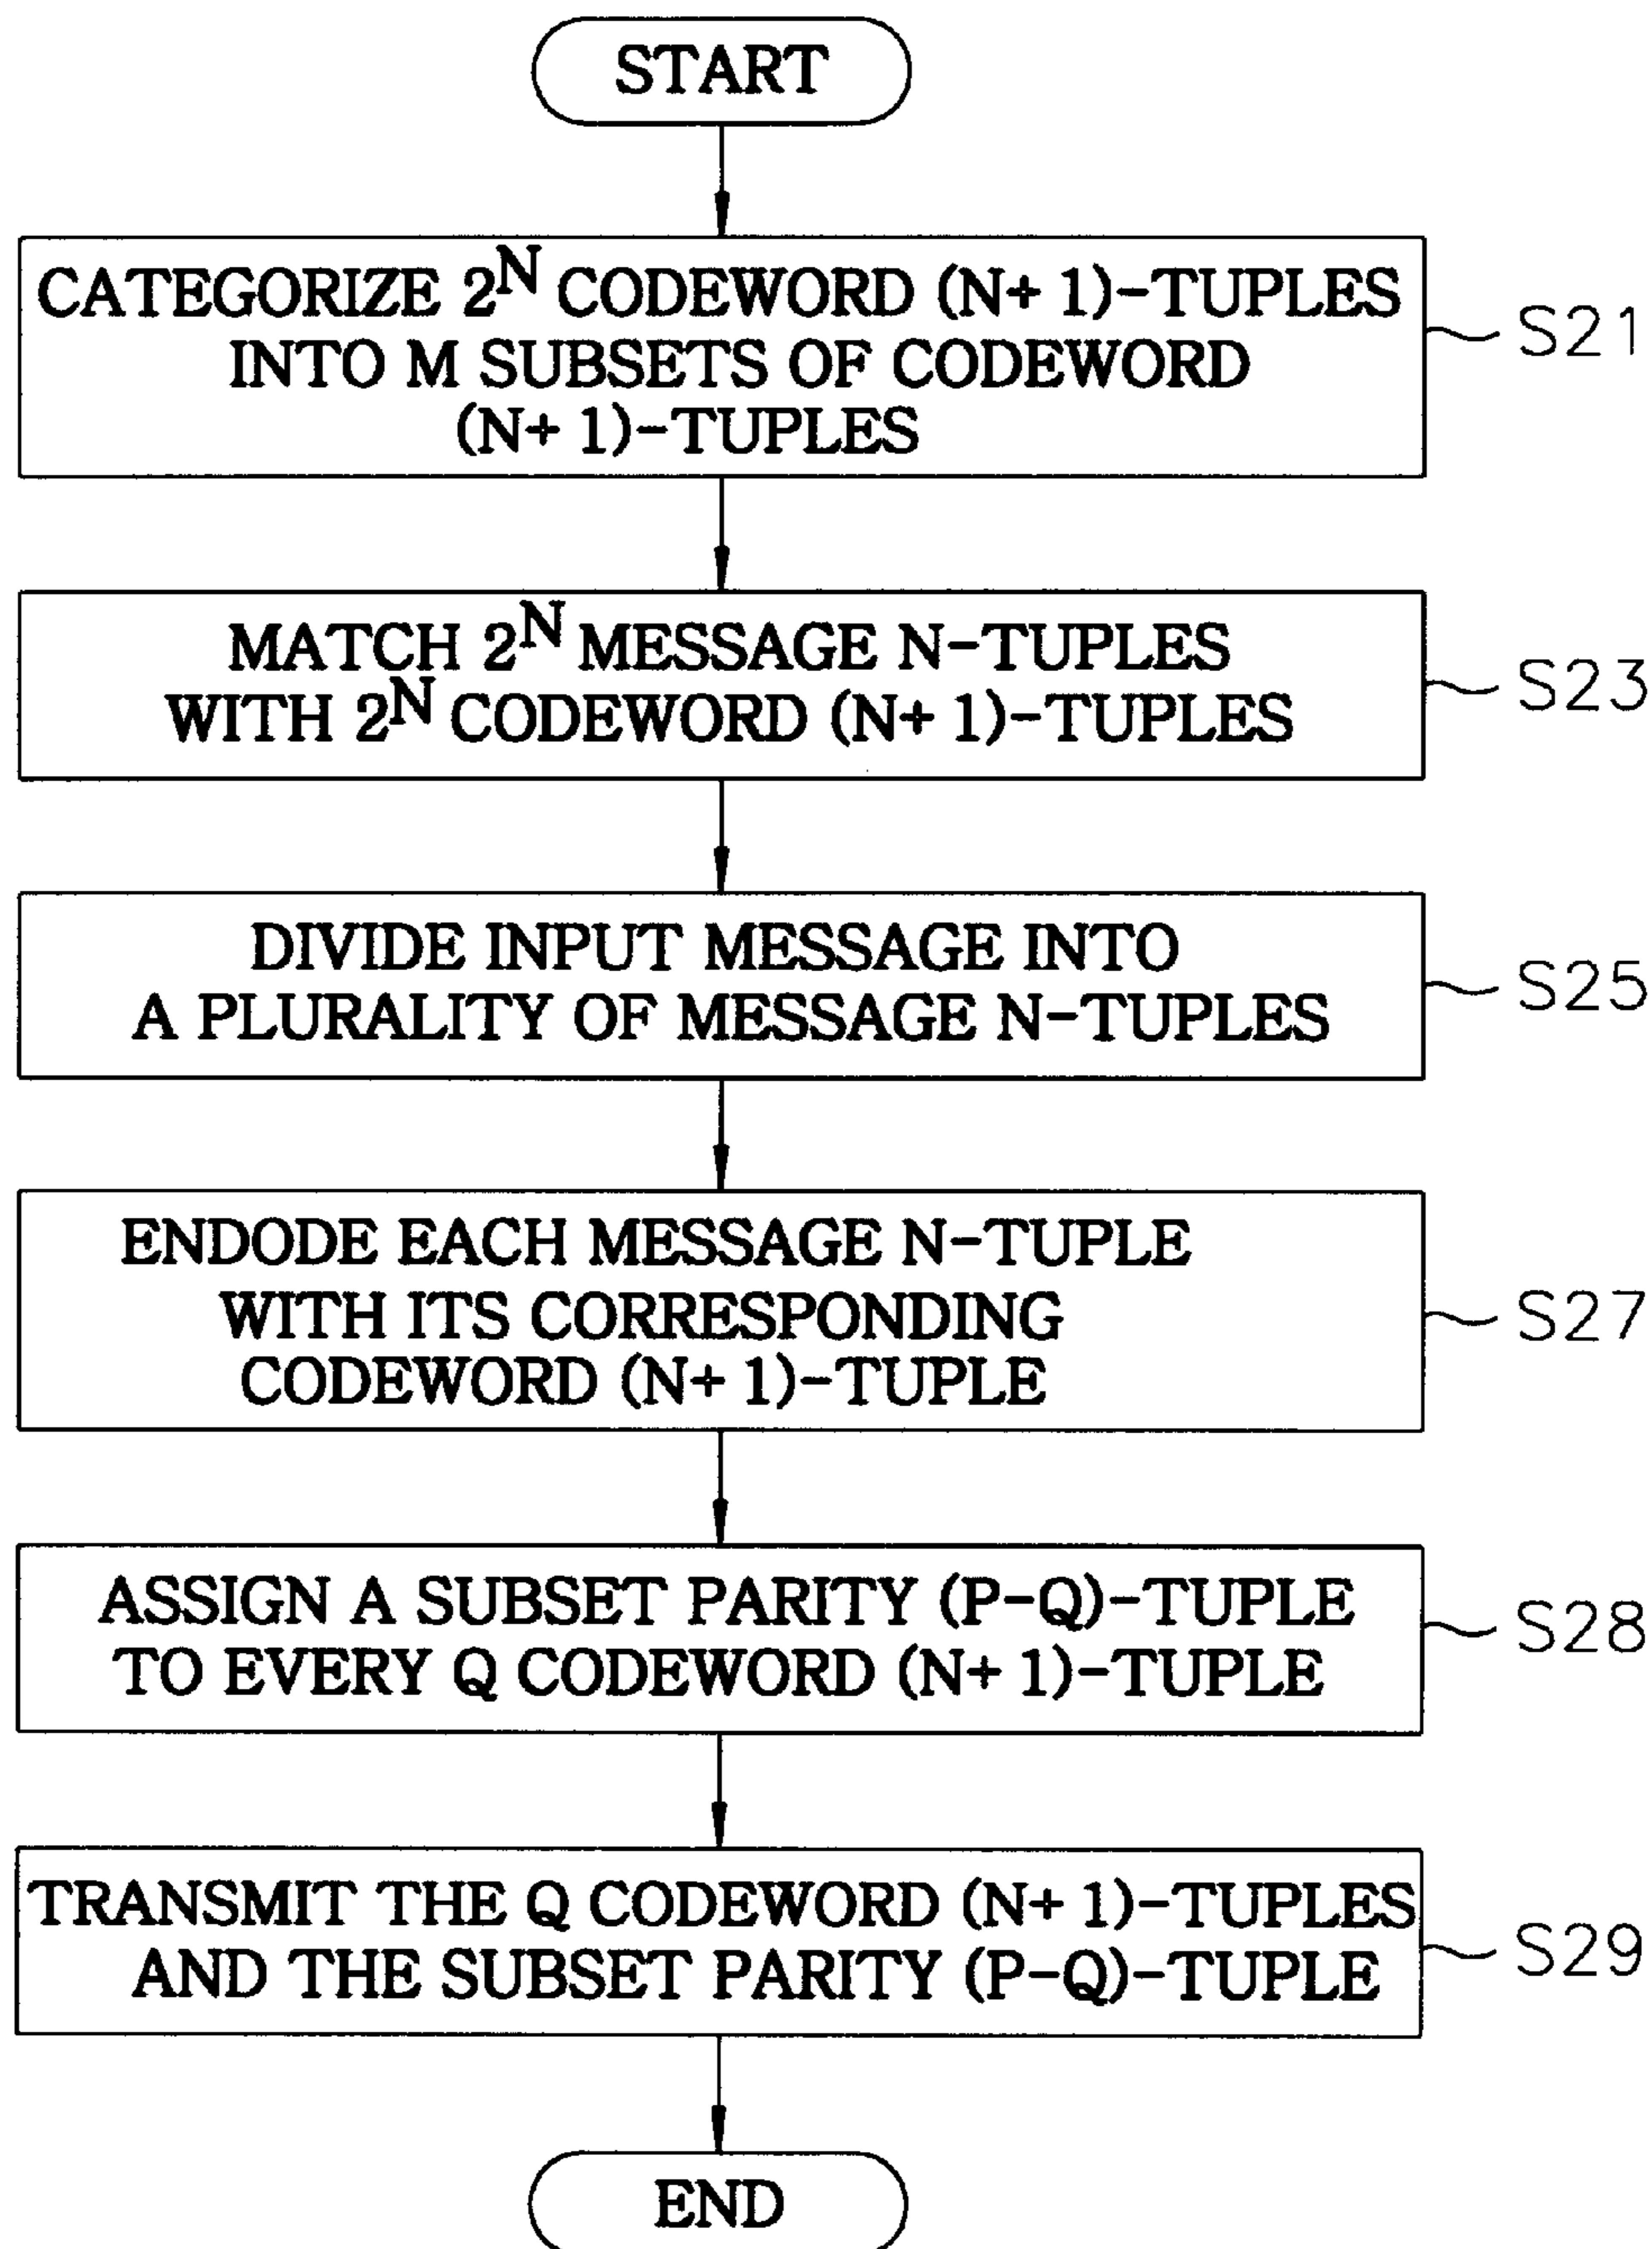 START
CATEGORIZE 2^N CODEWORD (N+1)-TUPLES
INTO M SUBSETS OF CODEWORD
(N+1)-TUPLES
S21
MATCH 2^N MESSAGE N-TUPLES
WITH 2^N CODEWORD (N+1)-TUPLES
S23
DIVIDE INPUT MESSAGE INTO
A PLURALITY OF MESSAGE N-TUPLES
S25
ENDODE EACH MESSAGE N-TUPLE
WITH ITS CORRESPONDING
CODEWORD (N+1)-TUPLE
S27
ASSIGN A SUBSET PARITY (P-Q)-TUPLE
TO EVERY Q CODEWORD (N+1)-TUPLE
S28
TRANSMIT THE Q CODEWORD (N+1)-TUPLES
AND THE SUBSET PARITY (P-Q)-TUPLE
S29
END